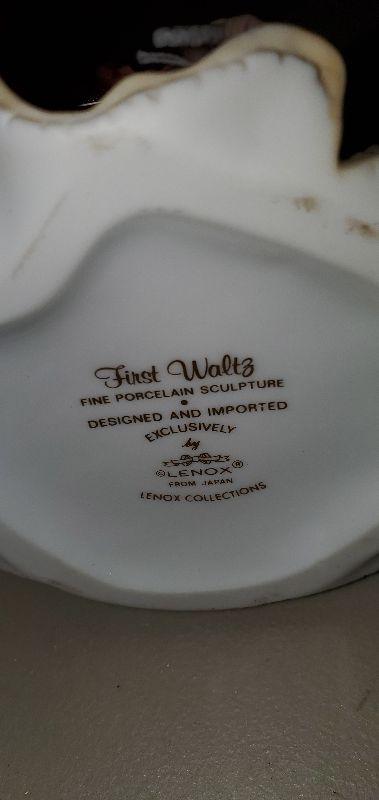 First Waltz
FINE PORCELAIN SCULPTURE
•
DESIGNED AND IMPORTED
EXCLUSIVELY
by
©LENOX®
FROM JAPAN
LENOX COLLECTIONS